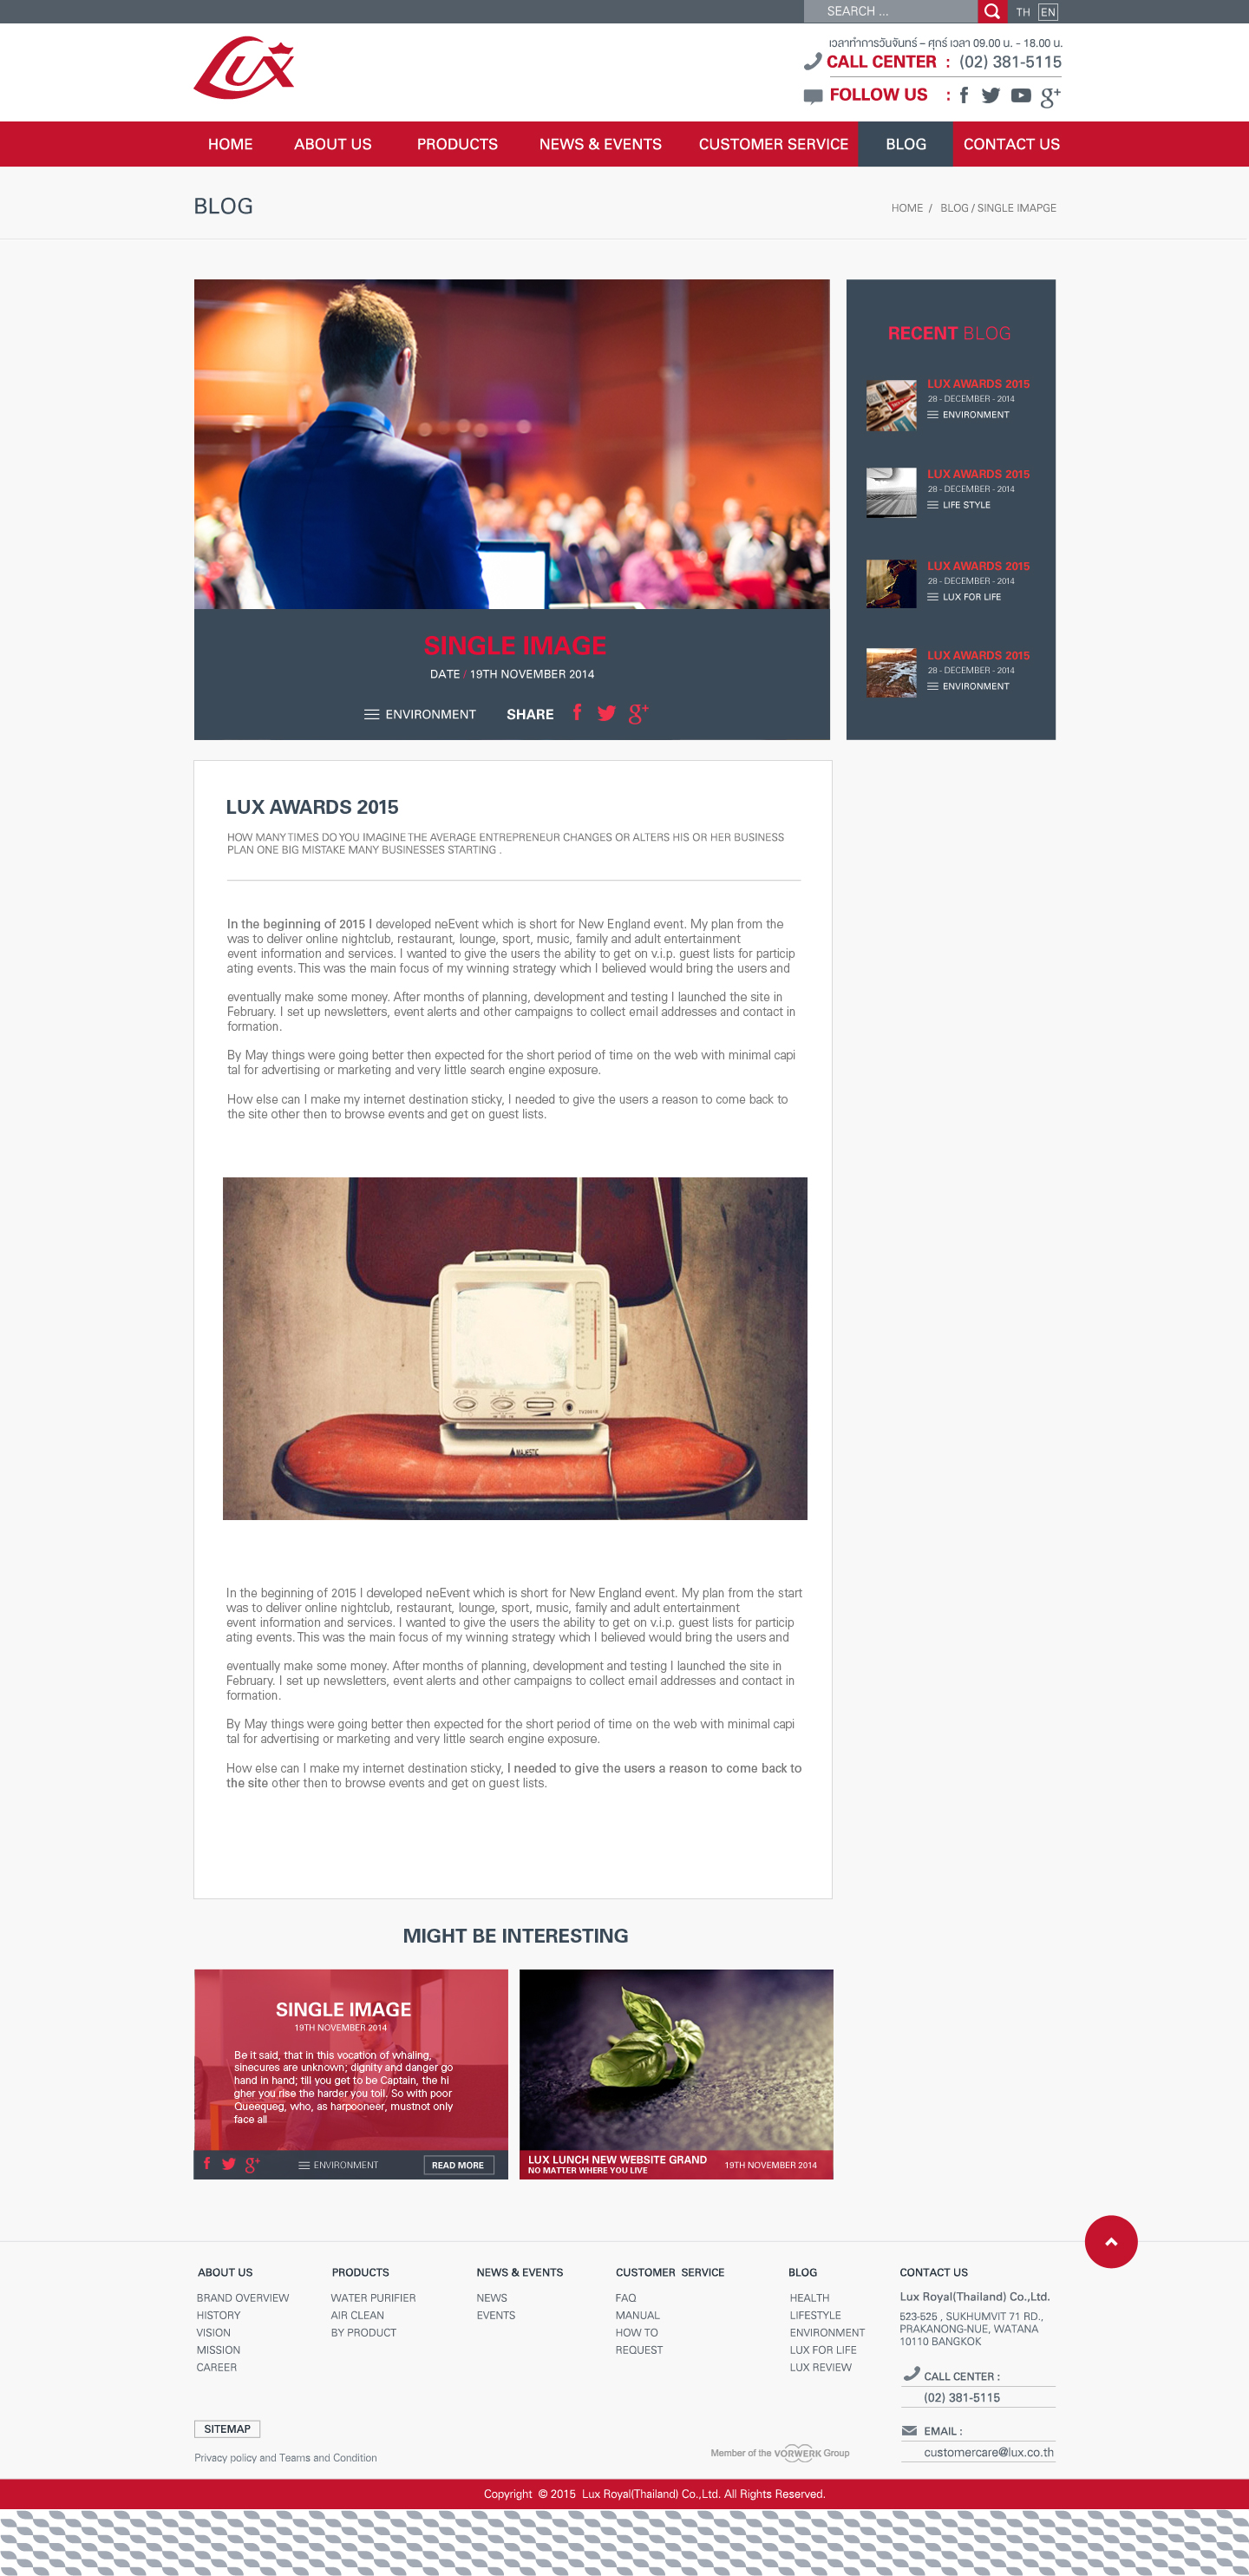 SEARCH ...
TH EN
LUX
เวลาทำการวันจันทร์ – ศุกร์ เวลา 09.00 น. - 18.00 น.
CALL CENTER : (02) 381-5115
FOLLOW US :
HOME ABOUT US PRODUCTS NEWS & EVENTS CUSTOMER SERVICE BLOG CONTACT US
BLOG
HOME / BLOG / SINGLE IMAPGE
RECENT BLOG
LUX AWARDS 2015
28 - DECEMBER - 2014
ENVIRONMENT
LUX AWARDS 2015
28 - DECEMBER - 2014
LIFE STYLE
LUX AWARDS 2015
28 - DECEMBER - 2014
LUX FOR LIFE
LUX AWARDS 2015
28 - DECEMBER - 2014
ENVIRONMENT
SINGLE IMAGE
DATE / 19TH NOVEMBER 2014
ENVIRONMENT SHARE
LUX AWARDS 2015
HOW MANY TIMES DO YOU IMAGINE THE AVERAGE ENTREPRENEUR CHANGES OR ALTERS HIS OR HER BUSINESS
PLAN ONE BIG MISTAKE MANY BUSINESSES STARTING .
In the beginning of 2015 I developed neEvent which is short for New England event. My plan from the
was to deliver online nightclub, restaurant, lounge, sport, music, family and adult entertainment
event information and services. I wanted to give the users the ability to get on v.i.p. guest lists for particip
ating events. This was the main focus of my winning strategy which I believed would bring the users and
eventually make some money. After months of planning, development and testing I launched the site in
February. I set up newsletters, event alerts and other campaigns to collect email addresses and contact in
formation.
By May things were going better then expected for the short period of time on the web with minimal capi
tal for advertising or marketing and very little search engine exposure.
How else can I make my internet destination sticky, I needed to give the users a reason to come back to
the site other then to browse events and get on guest lists.
MAJESTIC
In the beginning of 2015 I developed neEvent which is short for New England event. My plan from the start
was to deliver online nightclub, restaurant, lounge, sport, music, family and adult entertainment
event information and services. I wanted to give the users the ability to get on v.i.p. guest lists for particip
ating events. This was the main focus of my winning strategy which I believed would bring the users and
eventually make some money. After months of planning, development and testing I launched the site in
February. I set up newsletters, event alerts and other campaigns to collect email addresses and contact in
formation.
By May things were going better then expected for the short period of time on the web with minimal capi
tal for advertising or marketing and very little search engine exposure.
How else can I make my internet destination sticky, I needed to give the users a reason to come back to
the site other then to browse events and get on guest lists.
MIGHT BE INTERESTING
SINGLE IMAGE
19TH NOVEMBER 2014
Be it said, that in this vocation of whaling,
sinecures are unknown; dignity and danger go
hand in hand; till you get to be Captain, the hi
gher you rise the harder you toil. So with poor
Queequeg, who, as harpooneer, mustnot only
face all
ENVIRONMENT READ MORE
LUX LUNCH NEW WEBSITE GRAND
NO MATTER WHERE YOU LIVE
19TH NOVEMBER 2014
ABOUT US
BRAND OVERVIEW
HISTORY
VISION
MISSION
CAREER
PRODUCTS
WATER PURIFIER
AIR CLEAN
BY PRODUCT
NEWS & EVENTS
NEWS
EVENTS
CUSTOMER SERVICE
FAQ
MANUAL
HOW TO
REQUEST
BLOG
HEALTH
LIFESTYLE
ENVIRONMENT
LUX FOR LIFE
LUX REVIEW
CONTACT US
Lux Royal(Thailand) Co.,Ltd.
523-525 , SUKHUMVIT 71 RD.,
PRAKANONG-NUE, WATANA
10110 BANGKOK
CALL CENTER :
(02) 381-5115
EMAIL :
customercare@lux.co.th
SITEMAP
Privacy policy and Teams and Condition
Member of the VORWERK Group
Copyright © 2015 Lux Royal(Thailand) Co.,Ltd. All Rights Reserved.